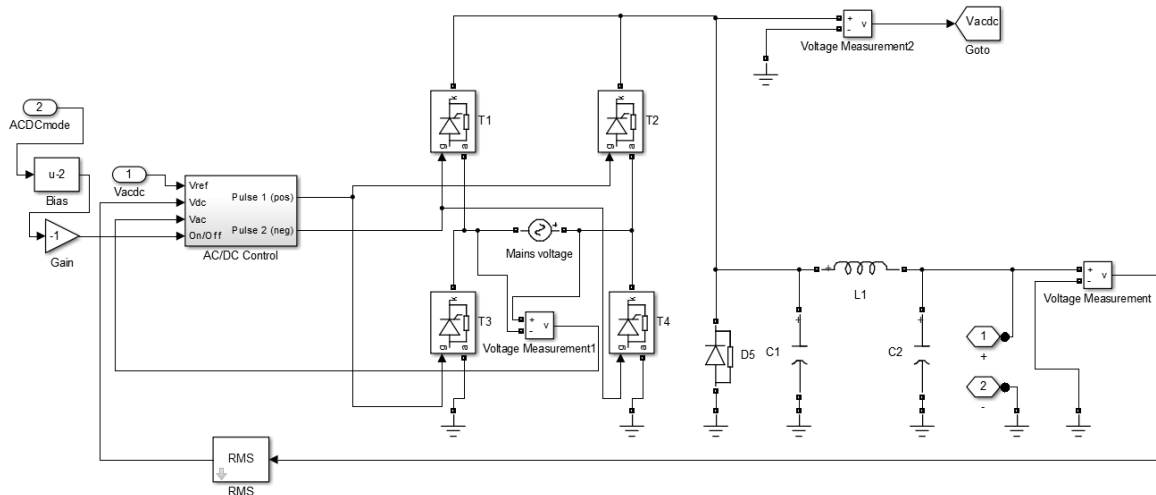 +
-
v
Voltage Measurement2
Vacdc
Goto
2
ACDCmode
k
g
a
T1
k
g
a
T2
u-2
Bias
1
Vacdc
Vref
Vdc
Vac
On/Off
Pulse 1 (pos)
Pulse 2 (neg)
AC/DC Control
-1
Gain
+
Mains voltage
k
g
a
T3
+
-
v
Voltage Measurement1
k
g
a
T4
D5
+
C1
+
L1
+
C2
+
-
v
Voltage Measurement
1
+
2
-
RMS
RMS